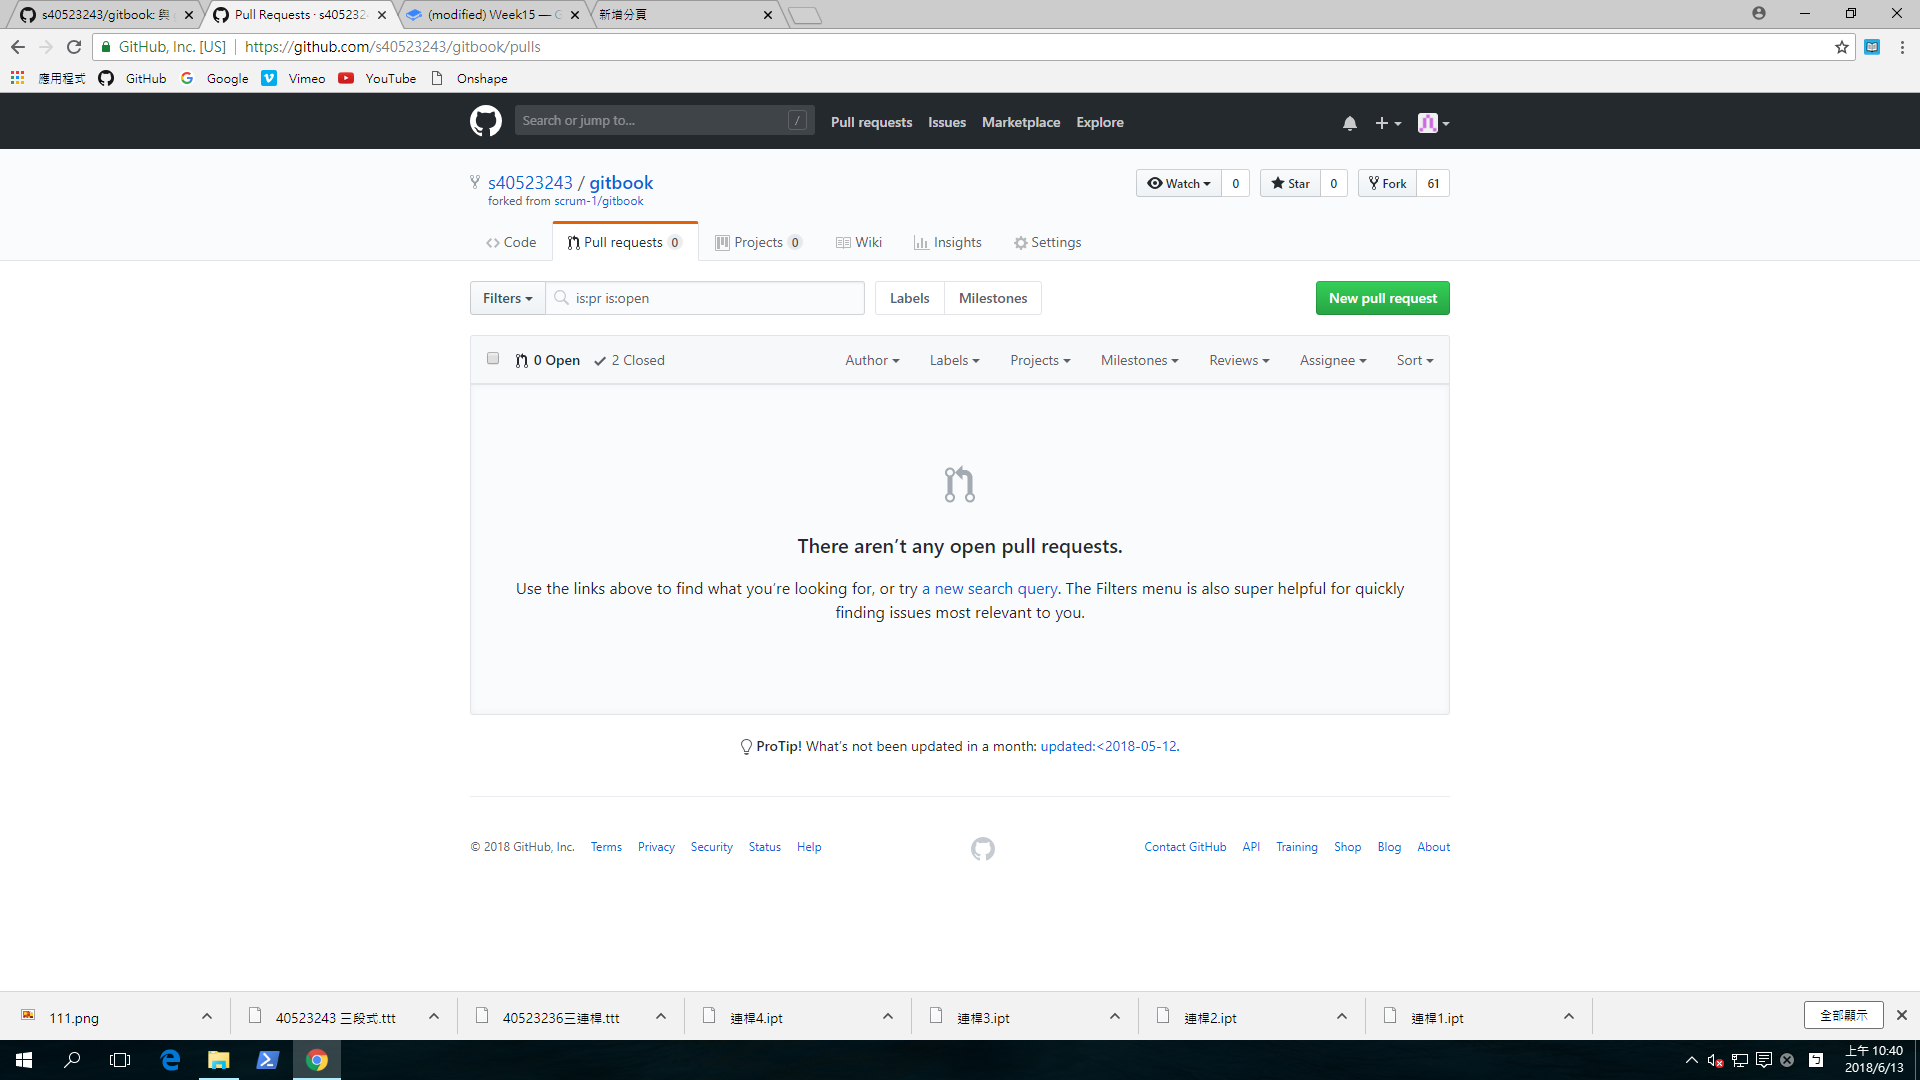 s40523243/gitbook: 與
Pull Requests · s4052324
(modified) Week15 — G
新增分頁
GitHub, Inc. [US]
https://github.com/s40523243/gitbook/pulls
應用程式
GitHub
Google
Vimeo
YouTube
Onshape
Search or jump to...
/
Pull requests
Issues
Marketplace
Explore
s40523243 / gitbook
forked from scrum-1/gitbook
Watch
0
Star
0
Fork
61
Code
Pull requests 0
Projects 0
Wiki
Insights
Settings
Filters
is:pr is:open
Labels
Milestones
New pull request
0 Open
2 Closed
Author
Labels
Projects
Milestones
Reviews
Assignee
Sort
There aren’t any open pull requests.
Use the links above to find what you’re looking for, or try a new search query. The Filters menu is also super helpful for quickly
finding issues most relevant to you.
ProTip! What’s not been updated in a month: updated:<2018-05-12.
© 2018 GitHub, Inc.
Terms
Privacy
Security
Status
Help
Contact GitHub
API
Training
Shop
Blog
About
111.png
40523243 三段式.ttt
40523236三連桿.ttt
連桿4.ipt
連桿3.ipt
連桿2.ipt
連桿1.ipt
全部顯示
上午 10:40
2018/6/13